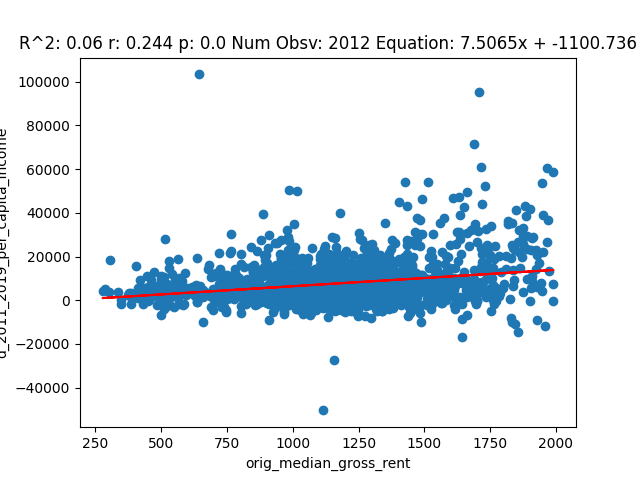 R^2: 0.06 r: 0.244 p: 0.0 Num Obsv: 2012 Equation: 7.5065x + -1100.736
100000
80000
60000
40000
20000
0
−20000
−40000
d_2011_2019_per_capita_income
250 500 750 1000 1250 1500 1750 2000
orig_median_gross_rent